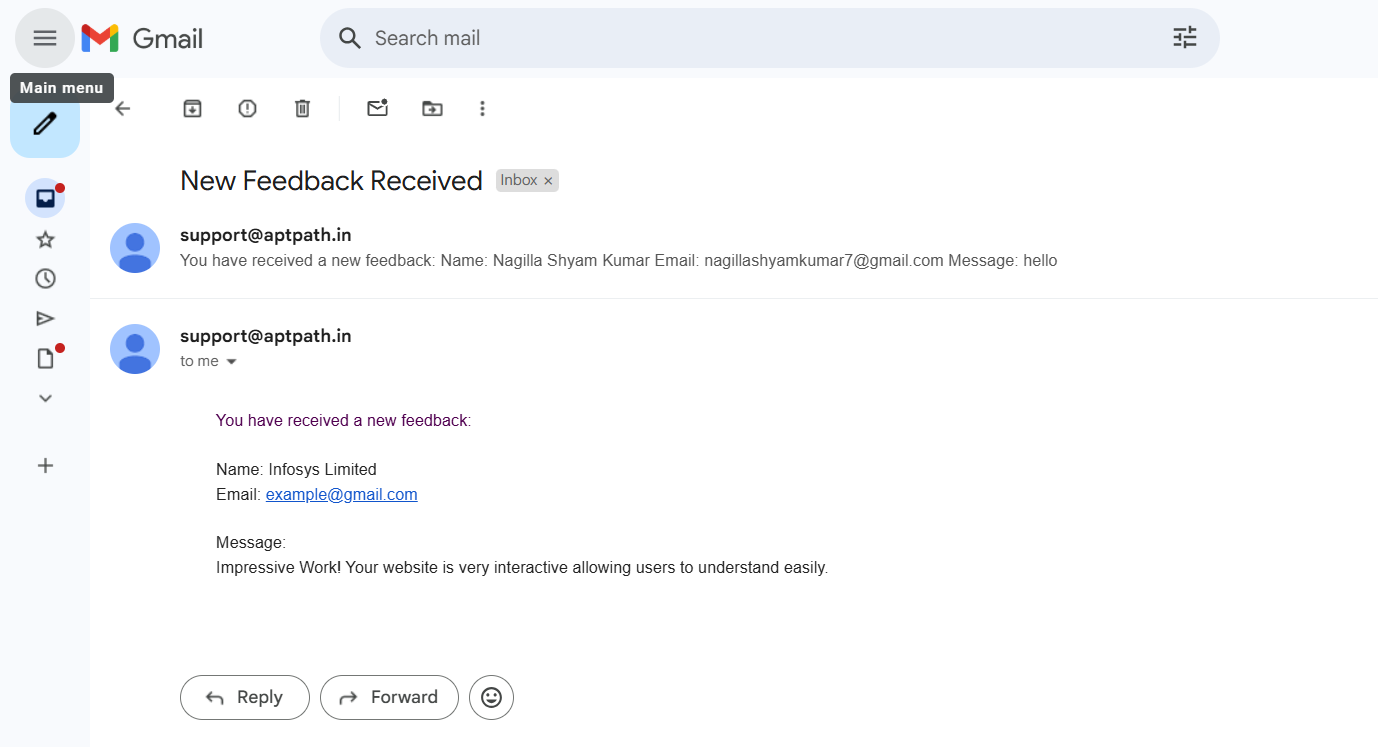 Gmail
Search mail
Main menu
New Feedback Received
Inbox ×
support@aptpath.in
You have received a new feedback: Name: Nagilla Shyam Kumar Email: nagillashyamkumar7@gmail.com Message: hello
support@aptpath.in
to me
You have received a new feedback:
Name: Infosys Limited
Email: example@gmail.com
Message:
Impressive Work! Your website is very interactive allowing users to understand easily.
Reply
Forward